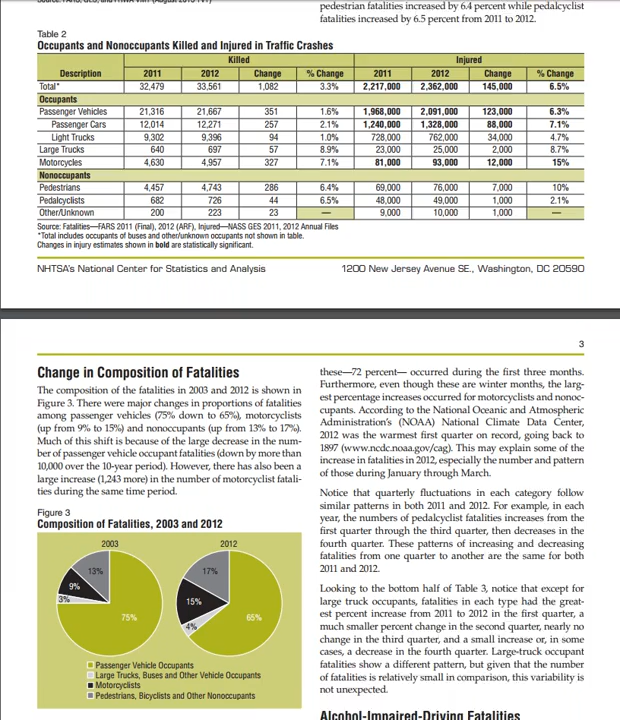 pedestrian fatalities increased by 6.4 percent while pedalcyclist
fatalities increased by 6.5 percent from 2011 to 2012.
Table 2
Occupants and Nonoccupants Killed and Injured in Traffic Crashes
Killed Injured
Description 2011 2012 Change % Change 2011 2012 Change % Change
Total* 32,479 33,561 1,082 3.3% 2,217,000 2,362,000 145,000 6.5%
Occupants
Passenger Vehicles 21,316 21,667 351 1.6% 1,968,000 2,091,000 123,000 6.3%
Passenger Cars 12,014 12,271 257 2.1% 1,240,000 1,328,000 88,000 7.1%
Light Trucks 9,302 9,396 94 1.0% 728,000 762,000 34,000 4.7%
Large Trucks 640 697 57 8.9% 23,000 25,000 2,000 8.7%
Motorcycles 4,630 4,957 327 7.1% 81,000 93,000 12,000 15%
Nonoccupants
Pedestrians 4,457 4,743 286 6.4% 69,000 76,000 7,000 10%
Pedalcyclists 682 726 44 6.5% 48,000 49,000 1,000 2.1%
Other/Unknown 200 223 23 — 9,000 10,000 1,000 —
Source: Fatalities—FARS 2011 (Final), 2012 (ARF), Injured—NASS GES 2011, 2012 Annual Files
*Total includes occupants of buses and other/unknown occupants not shown in table.
Changes in injury estimates shown in bold are statistically significant.
NHTSA's National Center for Statistics and Analysis 1200 New Jersey Avenue SE., Washington, DC 20590
3
Change in Composition of Fatalities
The composition of the fatalities in 2003 and 2012 is shown in
Figure 3. There were major changes in proportions of fatalities
among passenger vehicles (75% down to 65%), motorcyclists
(up from 9% to 15%) and nonoccupants (up from 13% to 17%).
Much of this shift is because of the large decrease in the num-
ber of passenger vehicle occupant fatalities (down by more than
10,000 over the 10-year period). However, there has also been a
large increase (1,243 more) in the number of motorcyclist fatali-
ties during the same time period.
Figure 3
Composition of Fatalities, 2003 and 2012
2003 2012
13%
9%
3%
75%
17%
15%
4%
65%
Passenger Vehicle Occupants
Large Trucks, Buses and Other Vehicle Occupants
Motorcyclists
Pedestrians, Bicyclists and Other Nonoccupants
these—72 percent— occurred during the first three months.
Furthermore, even though these are winter months, the larg-
est percentage increases occurred for motorcyclists and nonoc-
cupants. According to the National Oceanic and Atmospheric
Administration's (NOAA) National Climate Data Center,
2012 was the warmest first quarter on record, going back to
1897 (www.ncdc.noaa.gov/cag). This may explain some of the
increase in fatalities in 2012, especially the number and pattern
of those during January through March.
Notice that quarterly fluctuations in each category follow
similar patterns in both 2011 and 2012. For example, in each
year, the numbers of pedalcyclist fatalities increases from the
first quarter through the third quarter, then decreases in the
fourth quarter. These patterns of increasing and decreasing
fatalities from one quarter to another are the same for both
2011 and 2012.
Looking to the bottom half of Table 3, notice that except for
large truck occupants, fatalities in each type had the great-
est percent increase from 2011 to 2012 in the first quarter, a
much smaller percent change in the second quarter, nearly no
change in the third quarter, and a small increase or, in some
cases, a decrease in the fourth quarter. Large-truck occupant
fatalities show a different pattern, but given that the number
of fatalities is relatively small in comparison, this variability is
not unexpected.
Alcohol-Impaired-Driving Fatalities